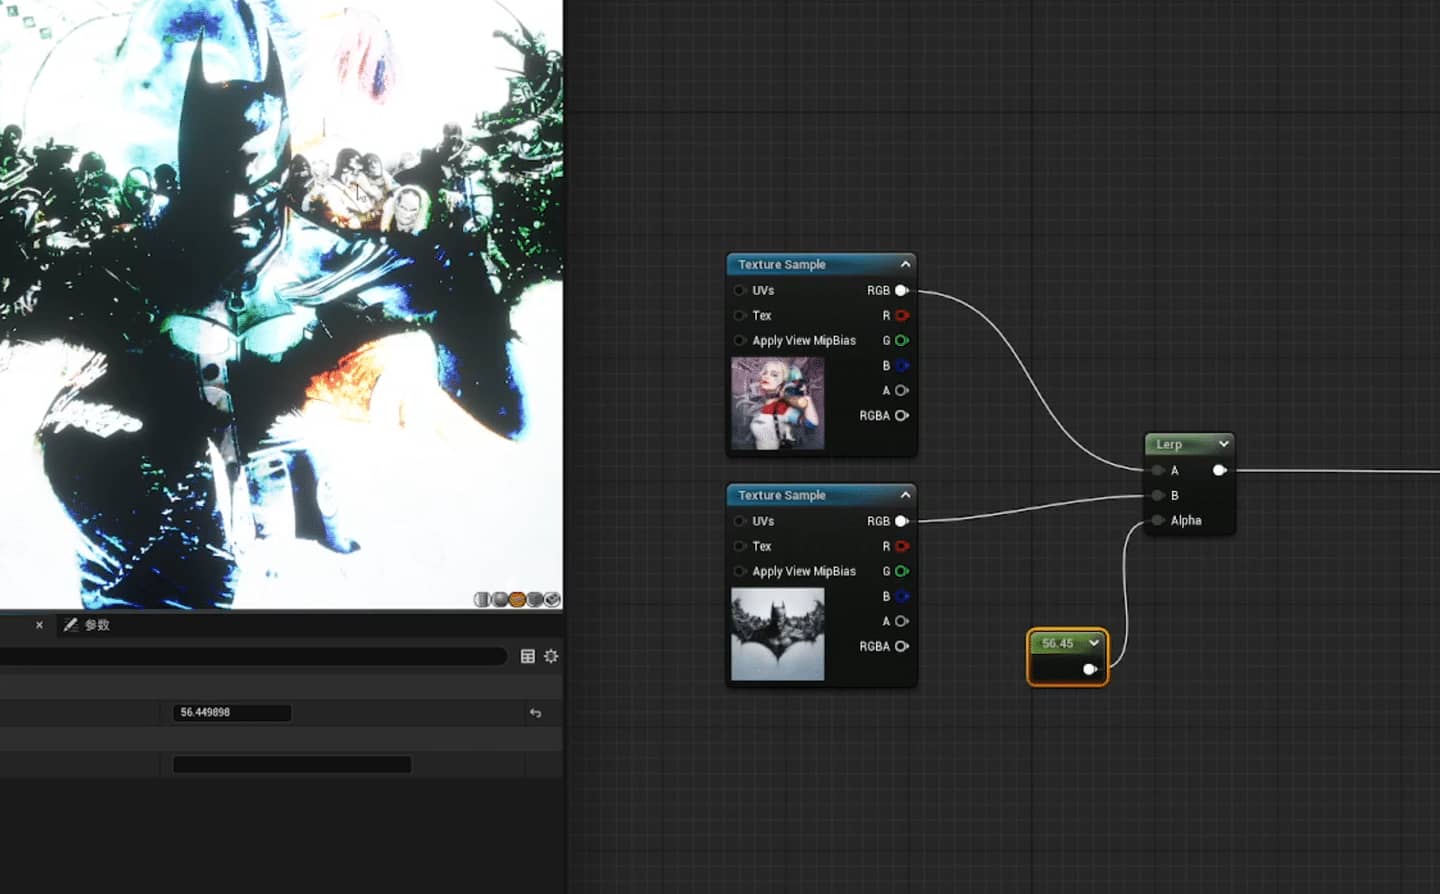 Texture Sample
UVs
RGB
Tex
R
Apply View MipBias
G
B
A
RGBA
Texture Sample
UVs
RGB
Tex
R
Apply View MipBias
G
B
A
RGBA
Lerp
A
B
Alpha
56.45
参数
56.449898